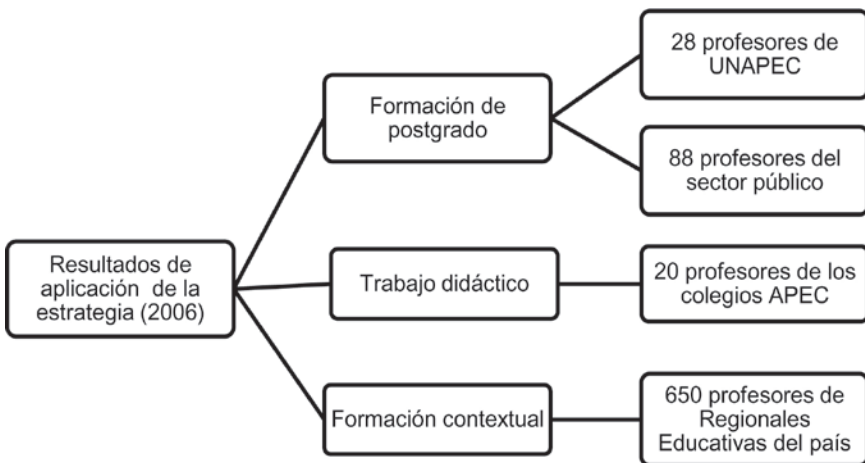 Resultados de
aplicación de la
estrategia (2006)
Formación de
postgrado
28 profesores de
UNAPEC
88 profesores del
sector público
Trabajo didáctico
20 profesores de los
colegios APEC
Formación contextual
650 profesores de
Regionales
Educativas del país